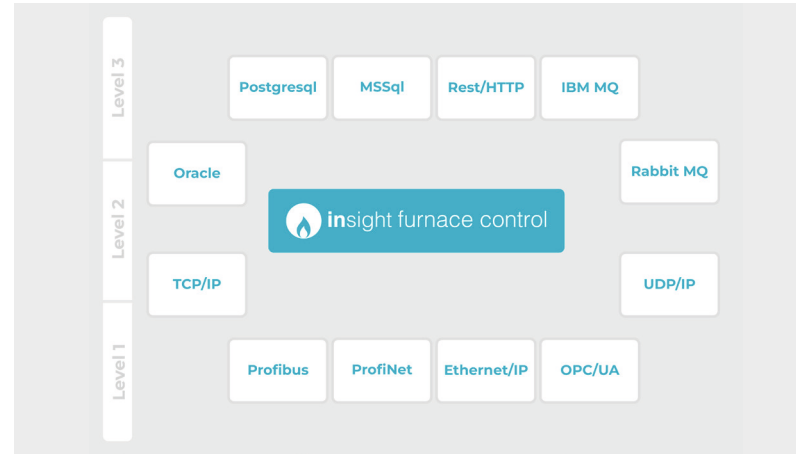 Level 3
Postgresql
MSSql
Rest/HTTP
IBM MQ
Oracle
Rabbit MQ
Level 2
insight furnace control
TCP/IP
UDP/IP
Level 1
Profibus
ProfiNet
Ethernet/IP
OPC/UA